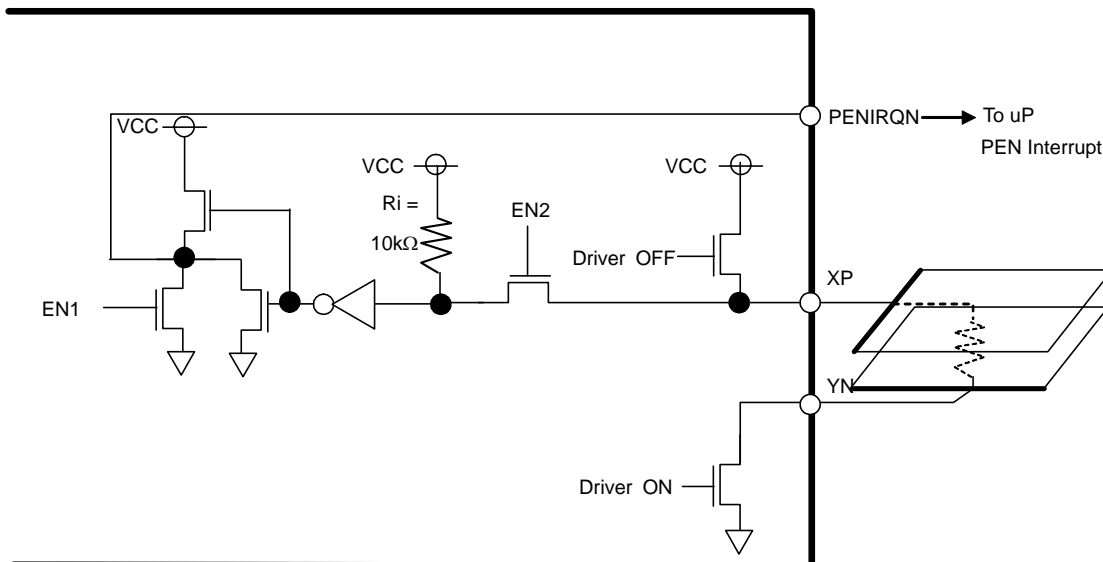 PENIRQN
To uP
PEN Interrupt
VCC
VCC
VCC
Ri =
10kΩ
EN2
Driver OFF
XP
EN1
YN
Driver ON